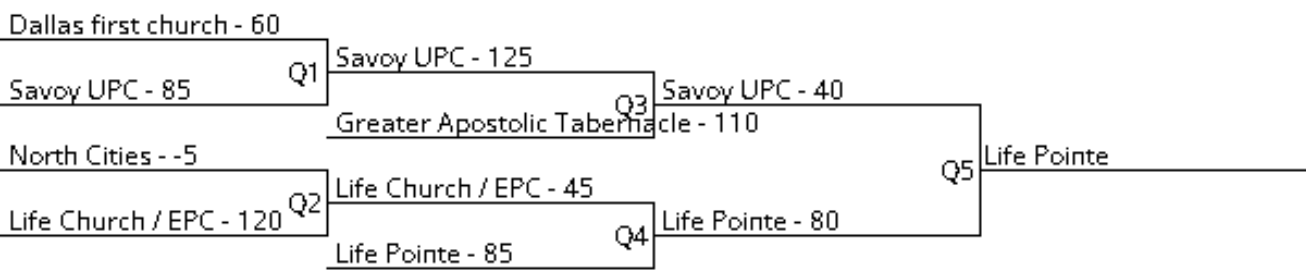 Dallas first church - 60
Savoy UPC - 125
Q1
Savoy UPC - 85
Savoy UPC - 40
Q3
Greater Apostolic Tabernacle - 110
North Cities - -5
Life Pointe
Q5
Life Church / EPC - 45
Q2
Life Church / EPC - 120
Life Pointe - 80
Q4
Life Pointe - 85